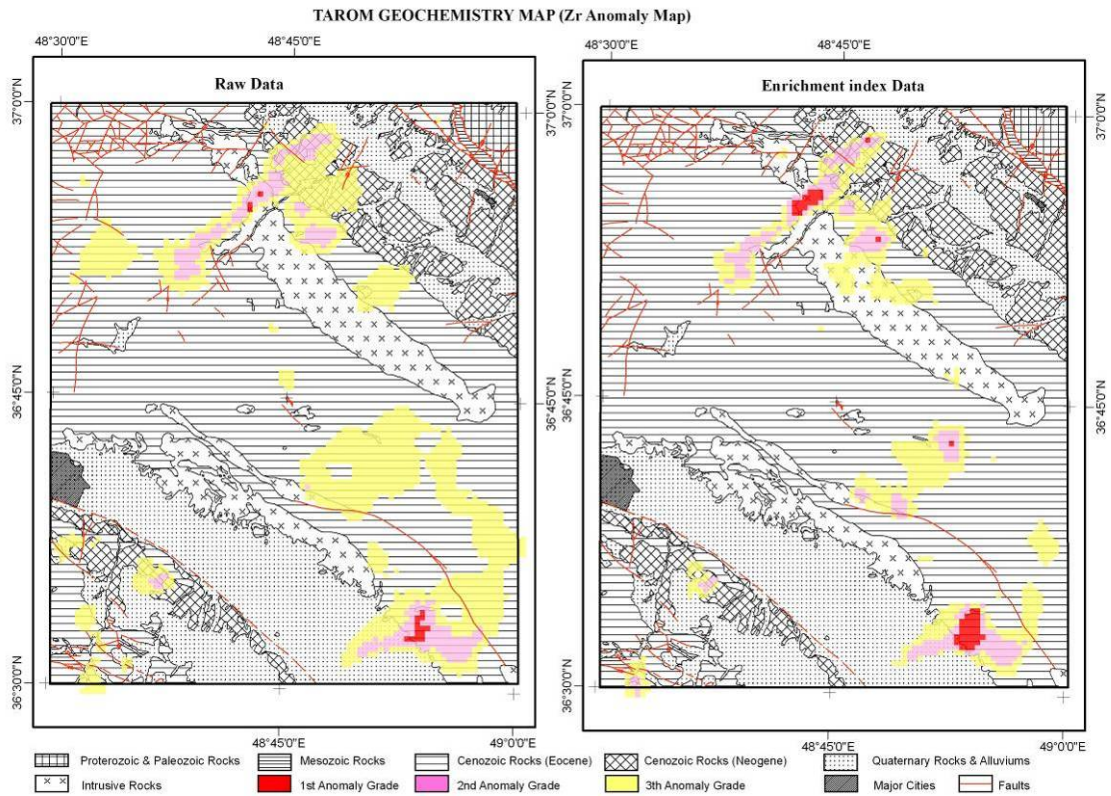 TAROM GEOCHEMISTRY MAP (Zr Anomaly Map)
48°30'0"E 48°45'0"E 48°30'0"E 48°45'0"E
Raw Data Enrichment index Data
37°0'0"N 37°0'0"N 37°0'0"N 37°0'0"N
36°45'0"N 36°45'0"N 36°45'0"N 36°45'0"N
36°30'0"N 36°30'0"N
48°45'0"E 49°0'0"E 48°45'0"E 49°0'0"E
Proterozoic & Paleozoic Rocks Mesozoic Rocks Cenozoic Rocks (Eocene) Cenozoic Rocks (Neogene) Quaternary Rocks & Alluviums
Intrusive Rocks 1st Anomaly Grade 2nd Anomaly Grade 3th Anomaly Grade Major Cities Faults